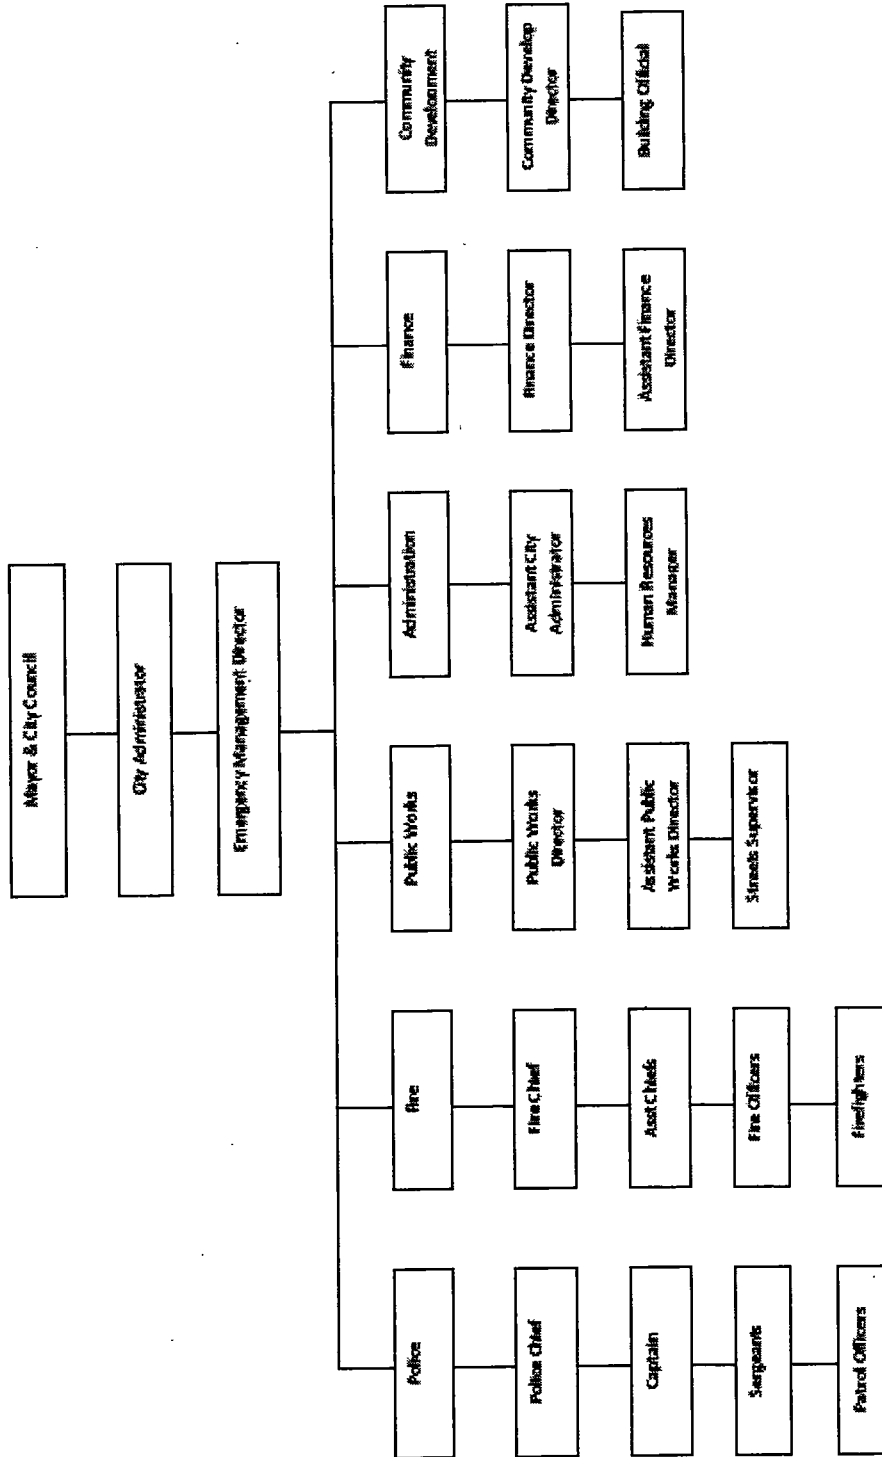 Mayor & City Council
City Administrator
Emergency Management Director
Police
Fire
Public Works
Administration
Finance
Community
Development
Police Chief
Fire Chief
Public Works
Director
Assistant City
Administrator
Finance Director
Community Develop
Director
Captain
Asst Chiefs
Assistant Public
Works Director
Human Resources
Manager
Assistant Finance
Director
Building Official
Sergeants
Fire Officers
Streets Supervisor
Patrol Officers
Firefighters